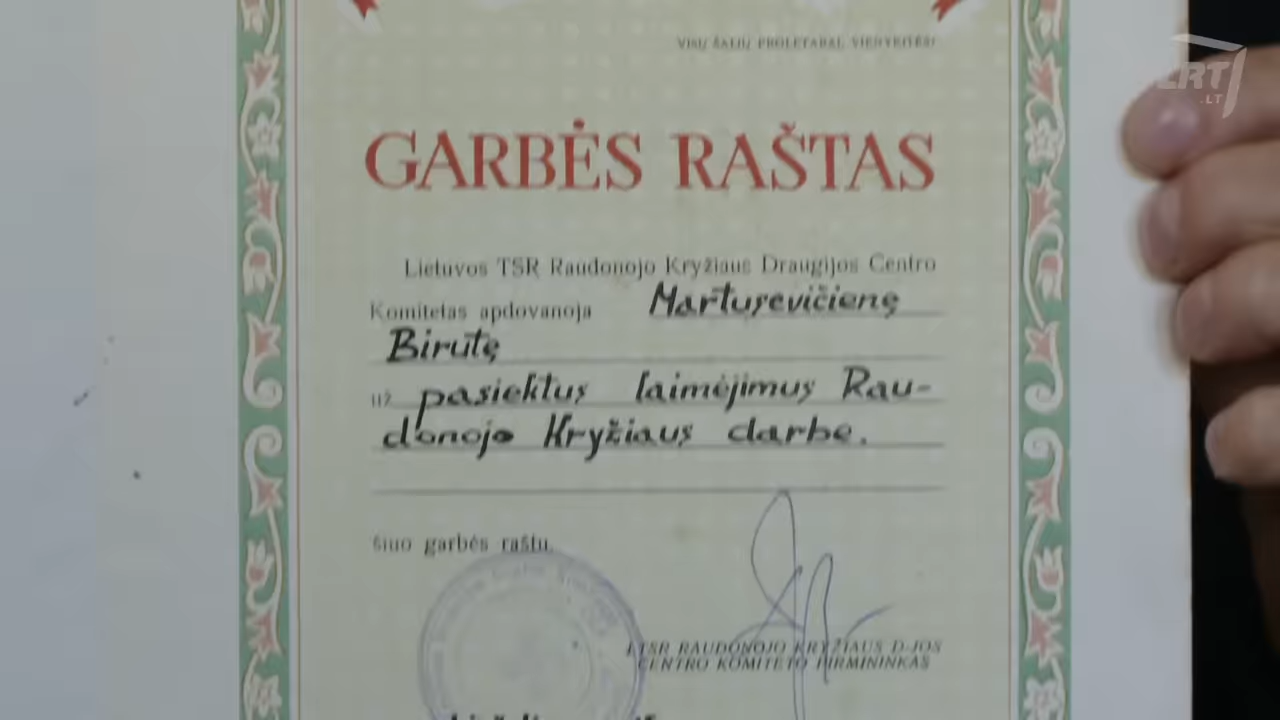 VISŲ ŠALIŲ PROLETARAI, VIENYKITĖS!
LRT
.LT
GARBĖS RAŠTAS
Lietuvos TSR Raudonojo Kryžiaus Draugijos Centro
Komitetas apdovanoja Marturevičienę
Birutę
už pasiektus laimėjimus Rau-
donojo Kryžiaus darbe.
šiuo garbės raštu.
LTSR RAUDONOJO KRYŽIAUS D-JOS
CENTRO KOMITETO PIRMININKAS